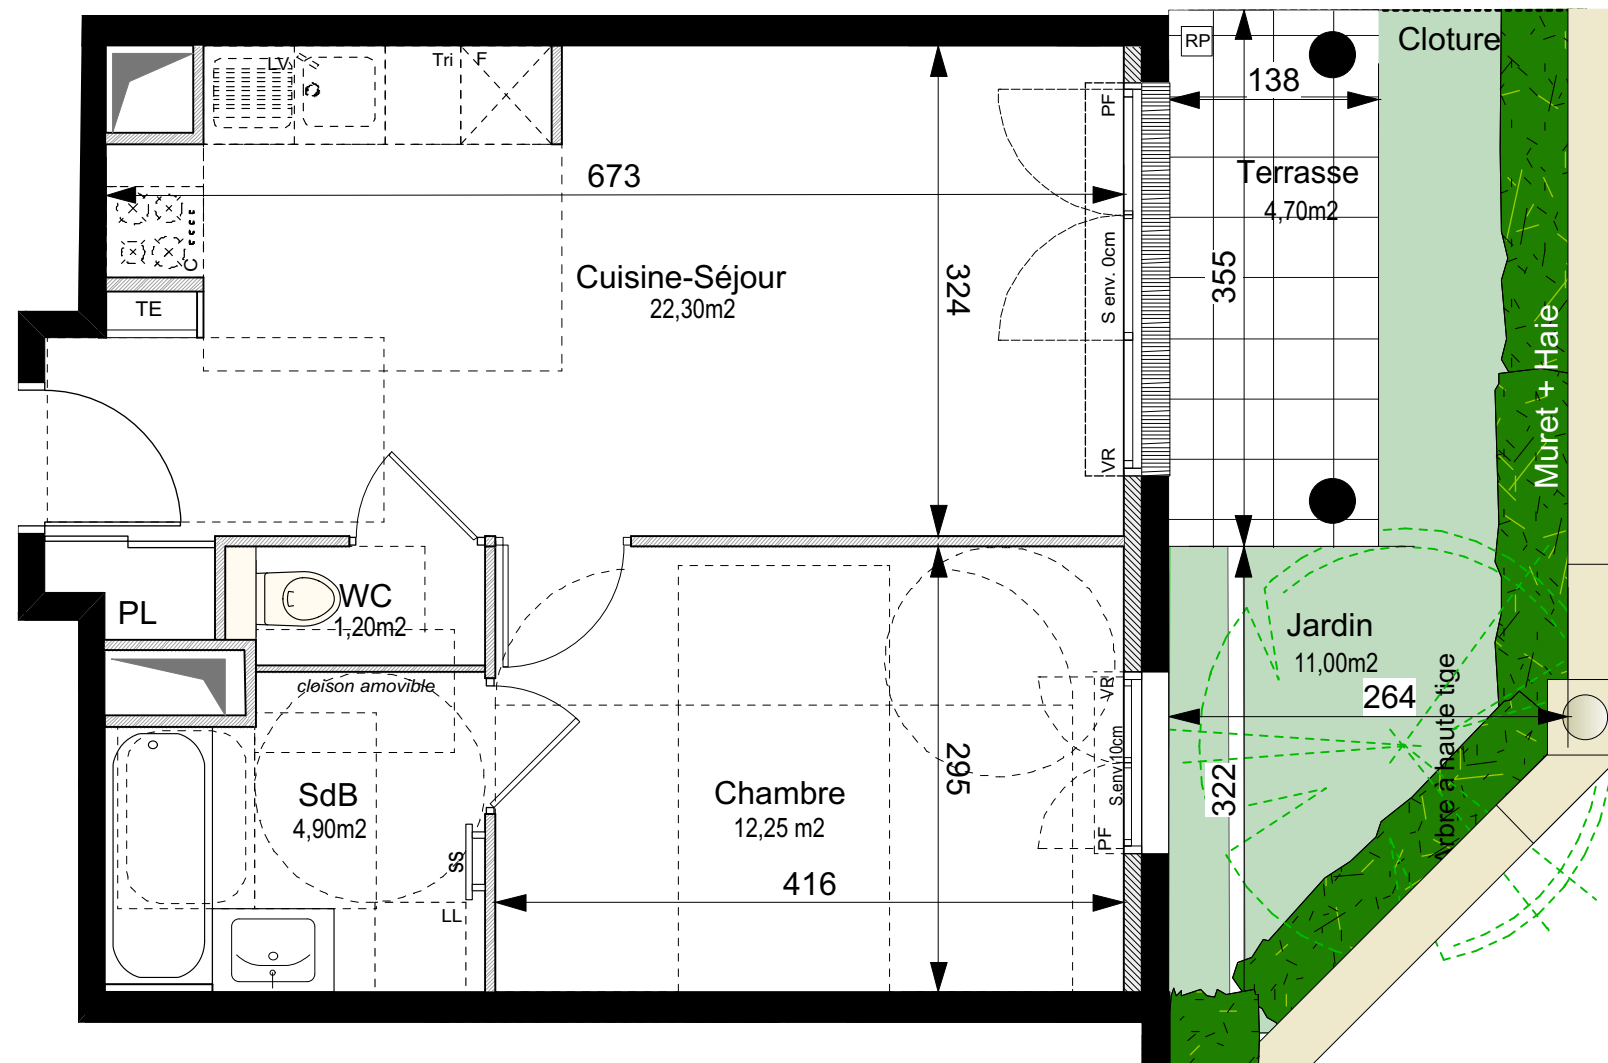 RP
Cloture
LV
Tri
F
138
PF
673
Terrasse
4,70m2
C
S env. 0cm
355
324
Cuisine-Séjour
22,30m2
TE
Muret + Haie
VR
PL
WC
1,20m2
Jardin
11,00m2
cloison amovible
VR
264
Arbre à haute tige
295
S.env.10cm
322
SdB
4,90m2
Chambre
12,25 m2
PF
SS
416
LL